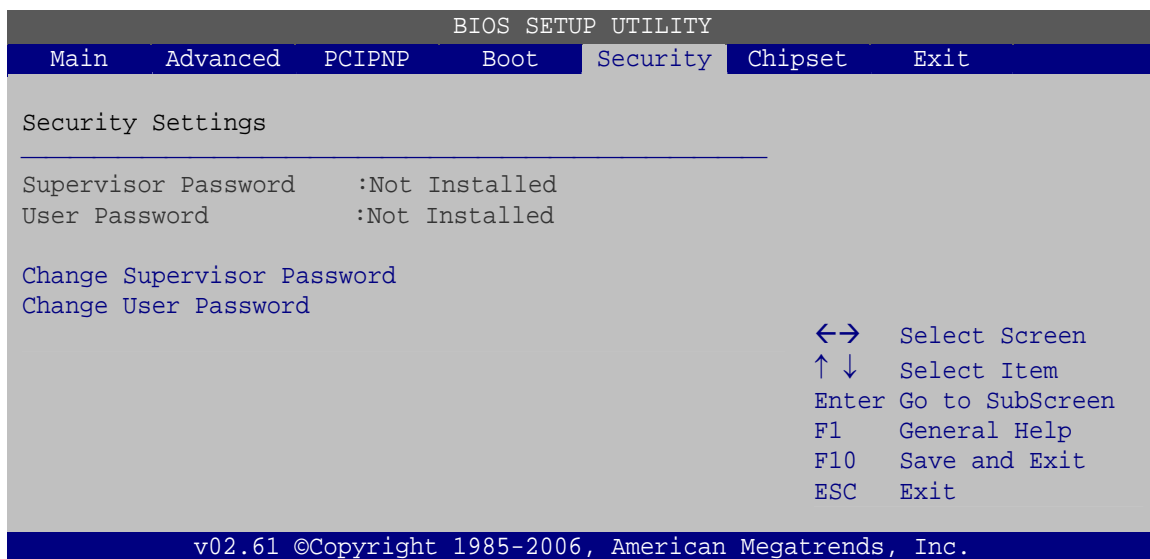 BIOS SETUP UTILITY
Main Advanced PCIPNP Boot Security Chipset Exit
Security Settings
Supervisor Password :Not Installed
User Password :Not Installed
Change Supervisor Password
Change User Password
←→ Select Screen
↑ ↓ Select Item
Enter Go to SubScreen
F1 General Help
F10 Save and Exit
ESC Exit
v02.61 ©Copyright 1985-2006, American Megatrends, Inc.